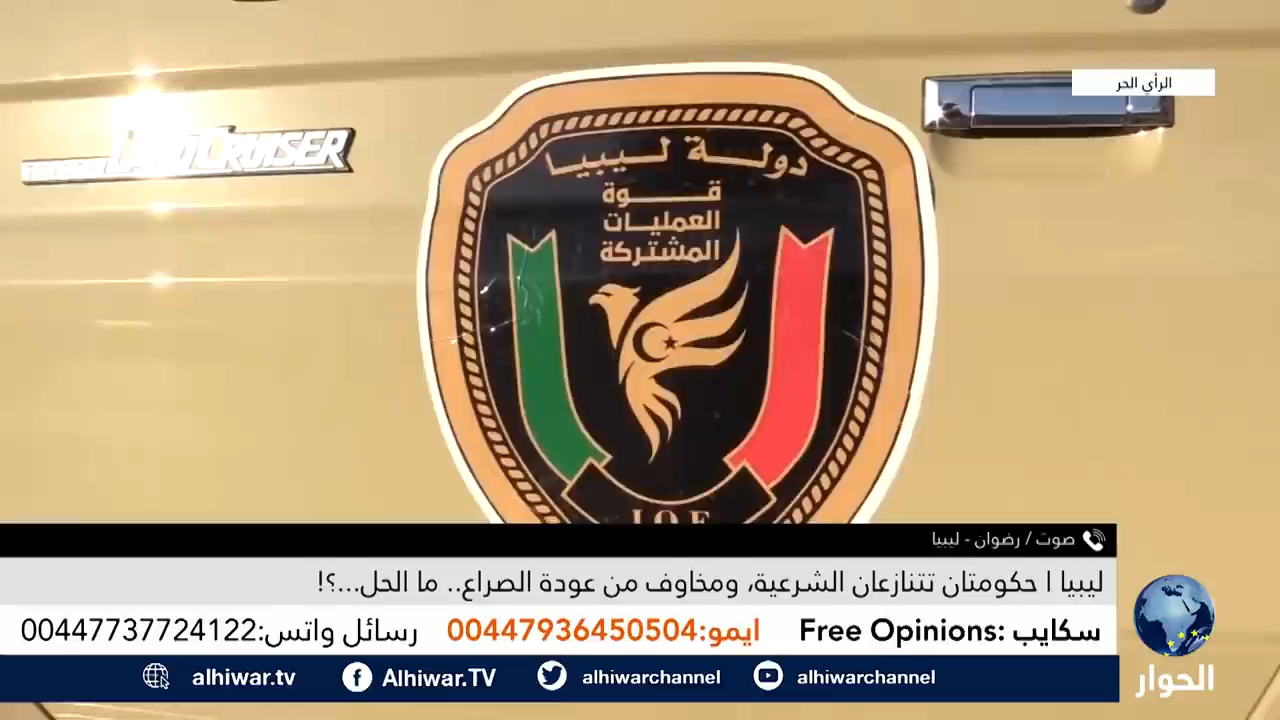 الرأي الحر
TOYOTA LAND CRUISER
دولة ليبيا
قوة
العمليات
المشتركة
JOF
صوت / رضوان - ليبيا
ليبيا | حكومتان تتنازعان الشرعية، ومخاوف من عودة الصراع.. ما الحل...؟!
سكايب :Free Opinions ايمو:00447936450504 رسائل واتس:00447737724122
alhiwar.tv Alhiwar.TV alhiwarchannel alhiwarchannel
الحوار